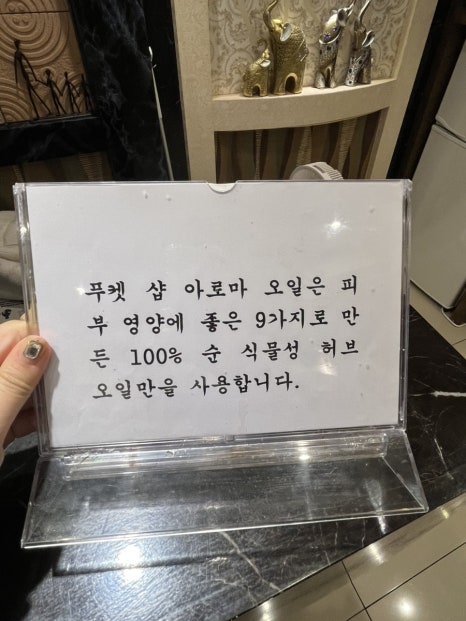 푸켓 샵 아로마 오일은 피
부 영양에 좋은 9가지로 만
든 100% 순 식물성 허브
오일만을 사용합니다.